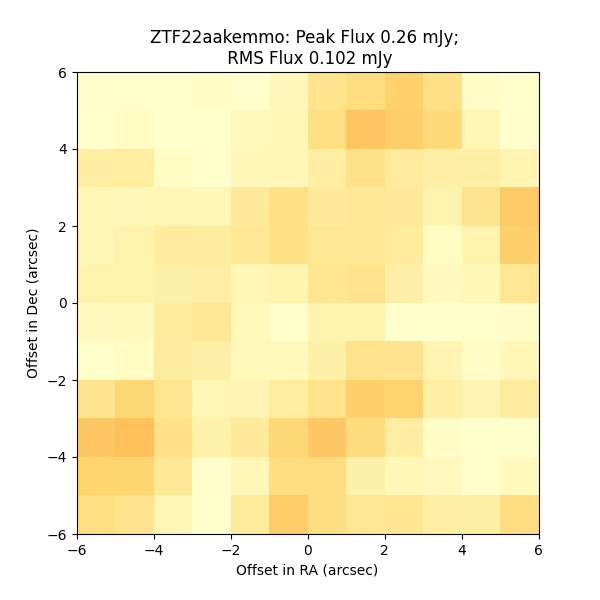 ZTF22aakemmo: Peak Flux 0.26 mJy;
RMS Flux 0.102 mJy
6
4
2
0
−2
−4
−6
Offset in Dec (arcsec)
−6 −4 −2 0 2 4 6
Offset in RA (arcsec)